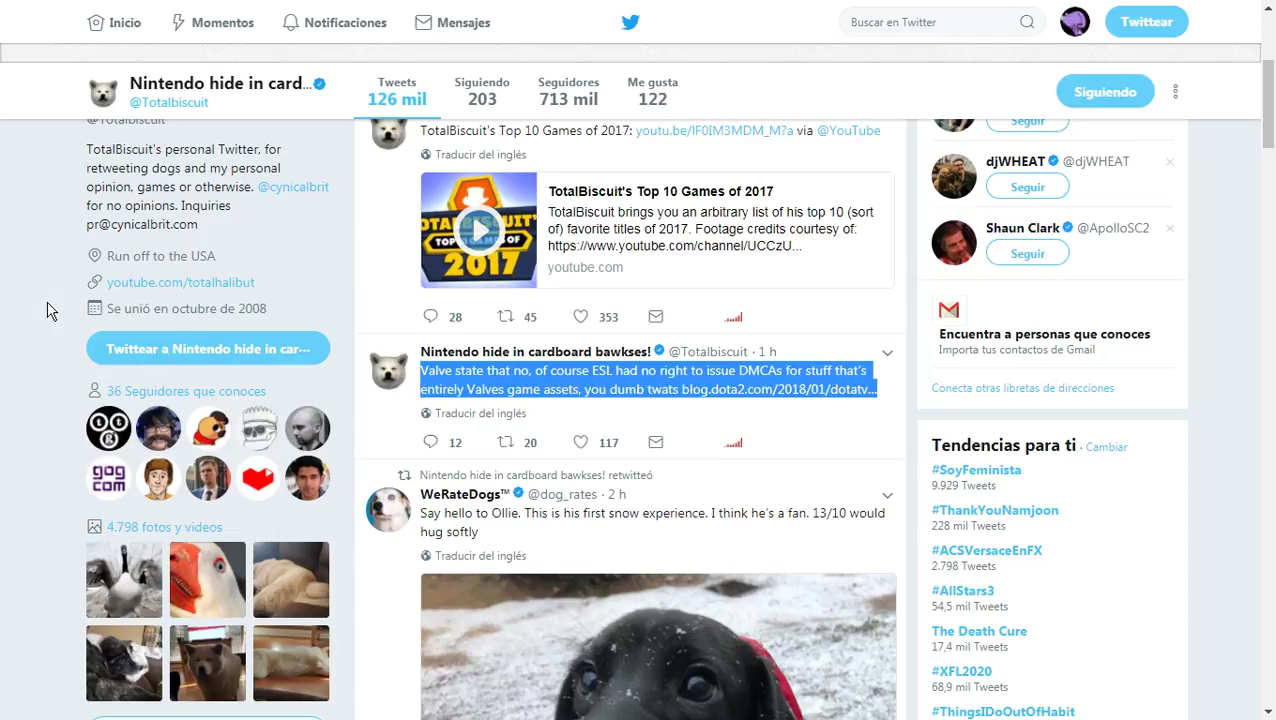 Inicio
Momentos
Notificaciones
Mensajes
Buscar en Twitter
Twittear
Nintendo hide in card...
@Totalbiscuit
Tweets
126 mil
Siguiendo
203
Seguidores
713 mil
Me gusta
122
Siguiendo
@Totalbiscuit
TotalBiscuit's personal Twitter, for
retweeting dogs and my personal
opinion, games or otherwise. @cynicalbrit
for no opinions. Inquiries
pr@cynicalbrit.com
Run off to the USA
youtube.com/totalhalibut
Se unió en octubre de 2008
Twittear a Nintendo hide in car...
36 Seguidores que conoces
gog
com
4.798 fotos y videos
TotalBiscuit's Top 10 Games of 2017: youtu.be/lF0IM3MDM_M?a via @YouTube
Traducir del inglés
TOP
GAMES OF
2017
TotalBiscuit's Top 10 Games of 2017
TotalBiscuit brings you an arbitrary list of his top 10 (sort
of) favorite titles of 2017. Footage credits courtesy of:
https://www.youtube.com/channel/UCCzU...
youtube.com
28
45
353
Nintendo hide in cardboard bawkses! @Totalbiscuit · 1 h
Valve state that no, of course ESL had no right to issue DMCAs for stuff that's
entirely Valves game assets, you dumb twats blog.dota2.com/2018/01/dotatv...
Traducir del inglés
12
20
117
Nintendo hide in cardboard bawkses! retwitteó
WeRateDogs™ @dog_rates · 2 h
Say hello to Ollie. This is his first snow experience. I think he's a fan. 13/10 would
hug softly
Traducir del inglés
Seguir
djWHEAT @djWHEAT
Seguir
Shaun Clark @ApolloSC2
Seguir
Encuentra a personas que conoces
Importa tus contactos de Gmail
Conecta otras libretas de direcciones
Tendencias para ti · Cambiar
#SoyFeminista
9.929 Tweets
#ThankYouNamjoon
228 mil Tweets
#ACSVersaceEnFX
2.798 Tweets
#AllStars3
54,5 mil Tweets
The Death Cure
17,4 mil Tweets
#XFL2020
68,9 mil Tweets
#ThingsIDoOutOfHabit